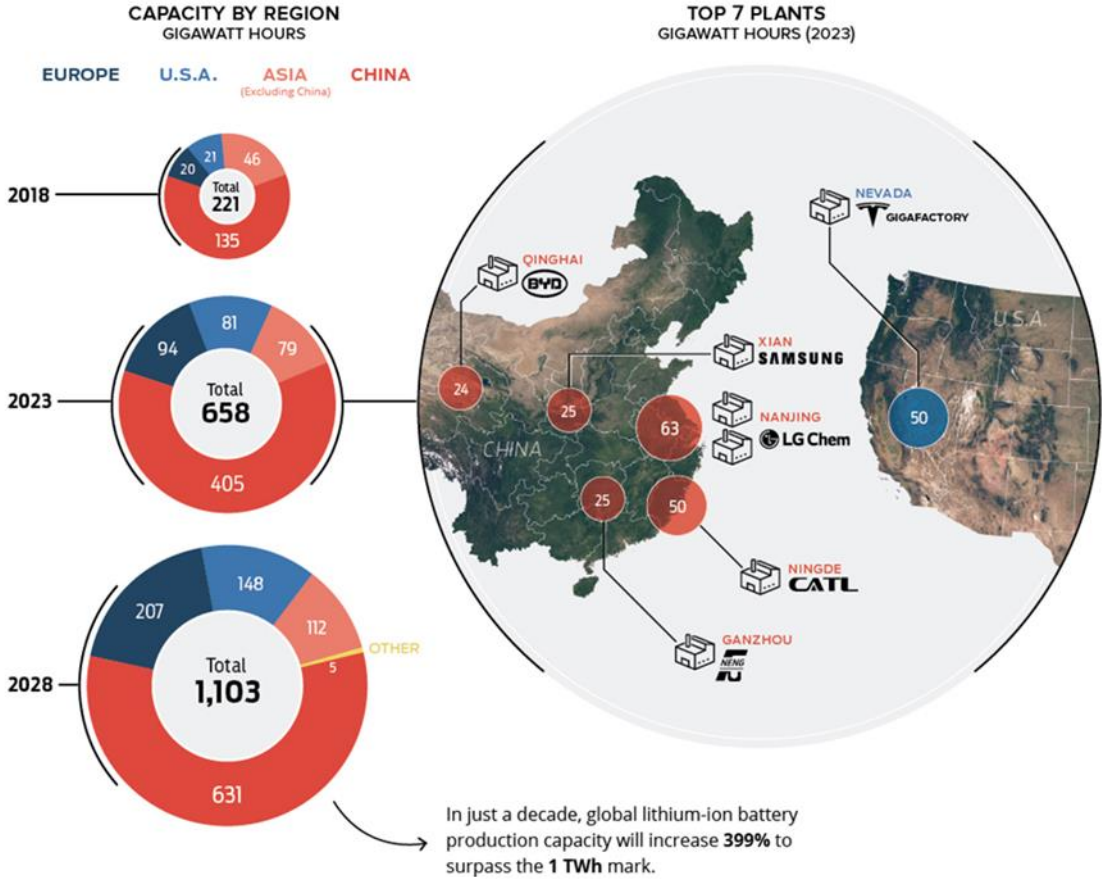 CAPACITY BY REGION
GIGAWATT HOURS
EUROPE
U.S.A.
ASIA
(Excluding China)
CHINA
2018
20
21
46
Total
221
135
2023
94
81
79
Total
658
405
2028
207
148
112
OTHER
5
Total
1,103
631
TOP 7 PLANTS
GIGAWATT HOURS (2023)
NEVADA
GIGAFACTORY
QINGHAI
BYD
U.S.A.
XIAN
SAMSUNG
24
25
50
NANJING
LG Chem
63
CHINA
25
50
NINGDE
CATL
GANZHOU
NENG
In just a decade, global lithium-ion battery
production capacity will increase 399% to
surpass the 1 TWh mark.